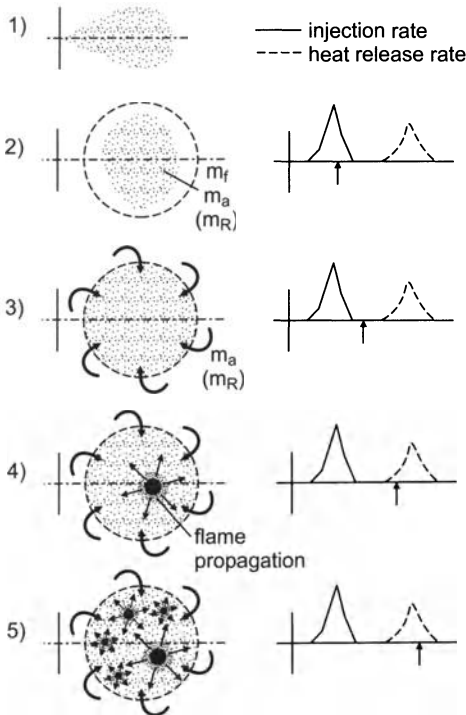 1)
injection rate
heat release rate
2)
m_f
m_a
(m_R)
3)
m_a
(m_R)
4)
flame
propagation
5)